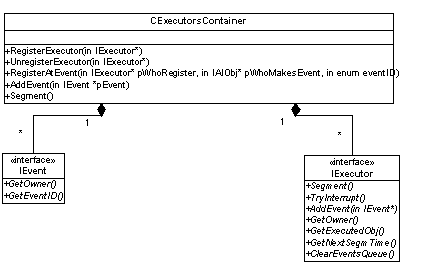 CExecutorsContainer
+RegisterExecutor(in IExecutor*)
+UnregisterExecutor(in IExecutor*)
+RegisterAtEvent(in IExecutor* pWhoRegister, in IAIObj* pWhoMakesEvent, in enum eventID)
+AddEvent(in IEvent *pEvent)
+Segment()
1
1
*
*
«interface»
IEvent
+GetOwner()
+GetEventID()
«interface»
IExecutor
+Segment()
+TryInterrupt()
+AddEvent(in IEvent*)
+GetOwner()
+GetExecutedObj()
+GetNextSegmTime()
+ClearEventsQueue()